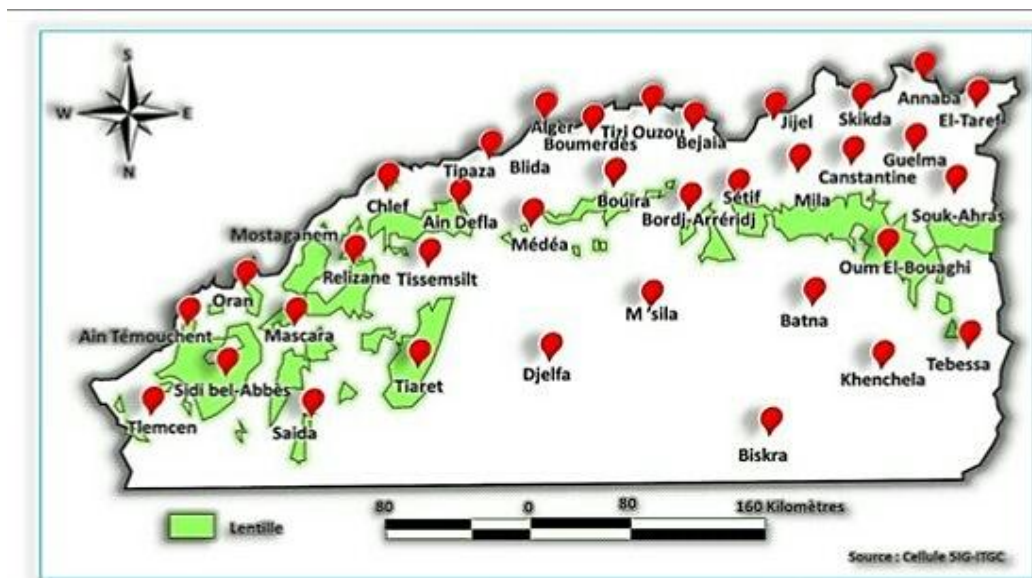 S
W
E
N
Annaba
El-Taref
Alger
Boumerdès
Tizi Ouzou
Bejaia
Jijel
Skikda
Guelma
Tipaza
Blida
Canstantine
Mila
Chlef
Ain Defla
Bouira
Sétif
Bordj-Arréridj
Souk-Ahras
Mostaganem
Médéa
Relizane
Tissemsilt
Oum El-Bouaghi
Oran
M'sila
Batna
Ain Témouchent
Mascara
Tebessa
Sidi bel-Abbès
Tiaret
Djelfa
Khenchela
Tlemcen
Saida
Biskra
80 0 80 160 Kilomètres
Lentille
Source : Cellule SIG-ITGC